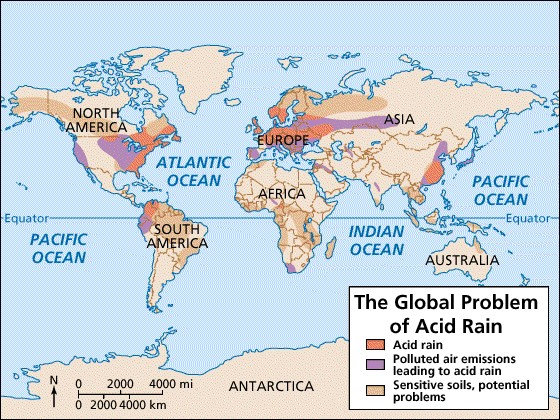 NORTH
AMERICA
ASIA
EUROPE
ATLANTIC
OCEAN
PACIFIC
OCEAN
AFRICA
Equator
Equator
SOUTH
AMERICA
PACIFIC
OCEAN
INDIAN
OCEAN
AUSTRALIA
The Global Problem
of Acid Rain
Acid rain
Polluted air emissions
leading to acid rain
Sensitive soils, potential
problems
N
0 2000 4000 mi
0 2000 4000 km
ANTARCTICA